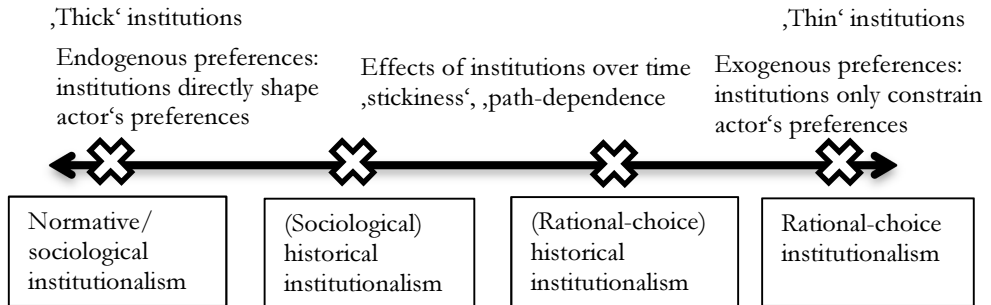 ‚Thick‘ institutions
Endogenous preferences:
institutions directly shape
actor‘s preferences
Effects of institutions over time
‚stickiness‘, ‚path-dependence
‚Thin‘ institutions
Exogenous preferences:
institutions only constrain
actor‘s preferences
Normative/
sociological
institutionalism
(Sociological)
historical
institutionalism
(Rational-choice)
historical
institutionalism
Rational-choice
institutionalism